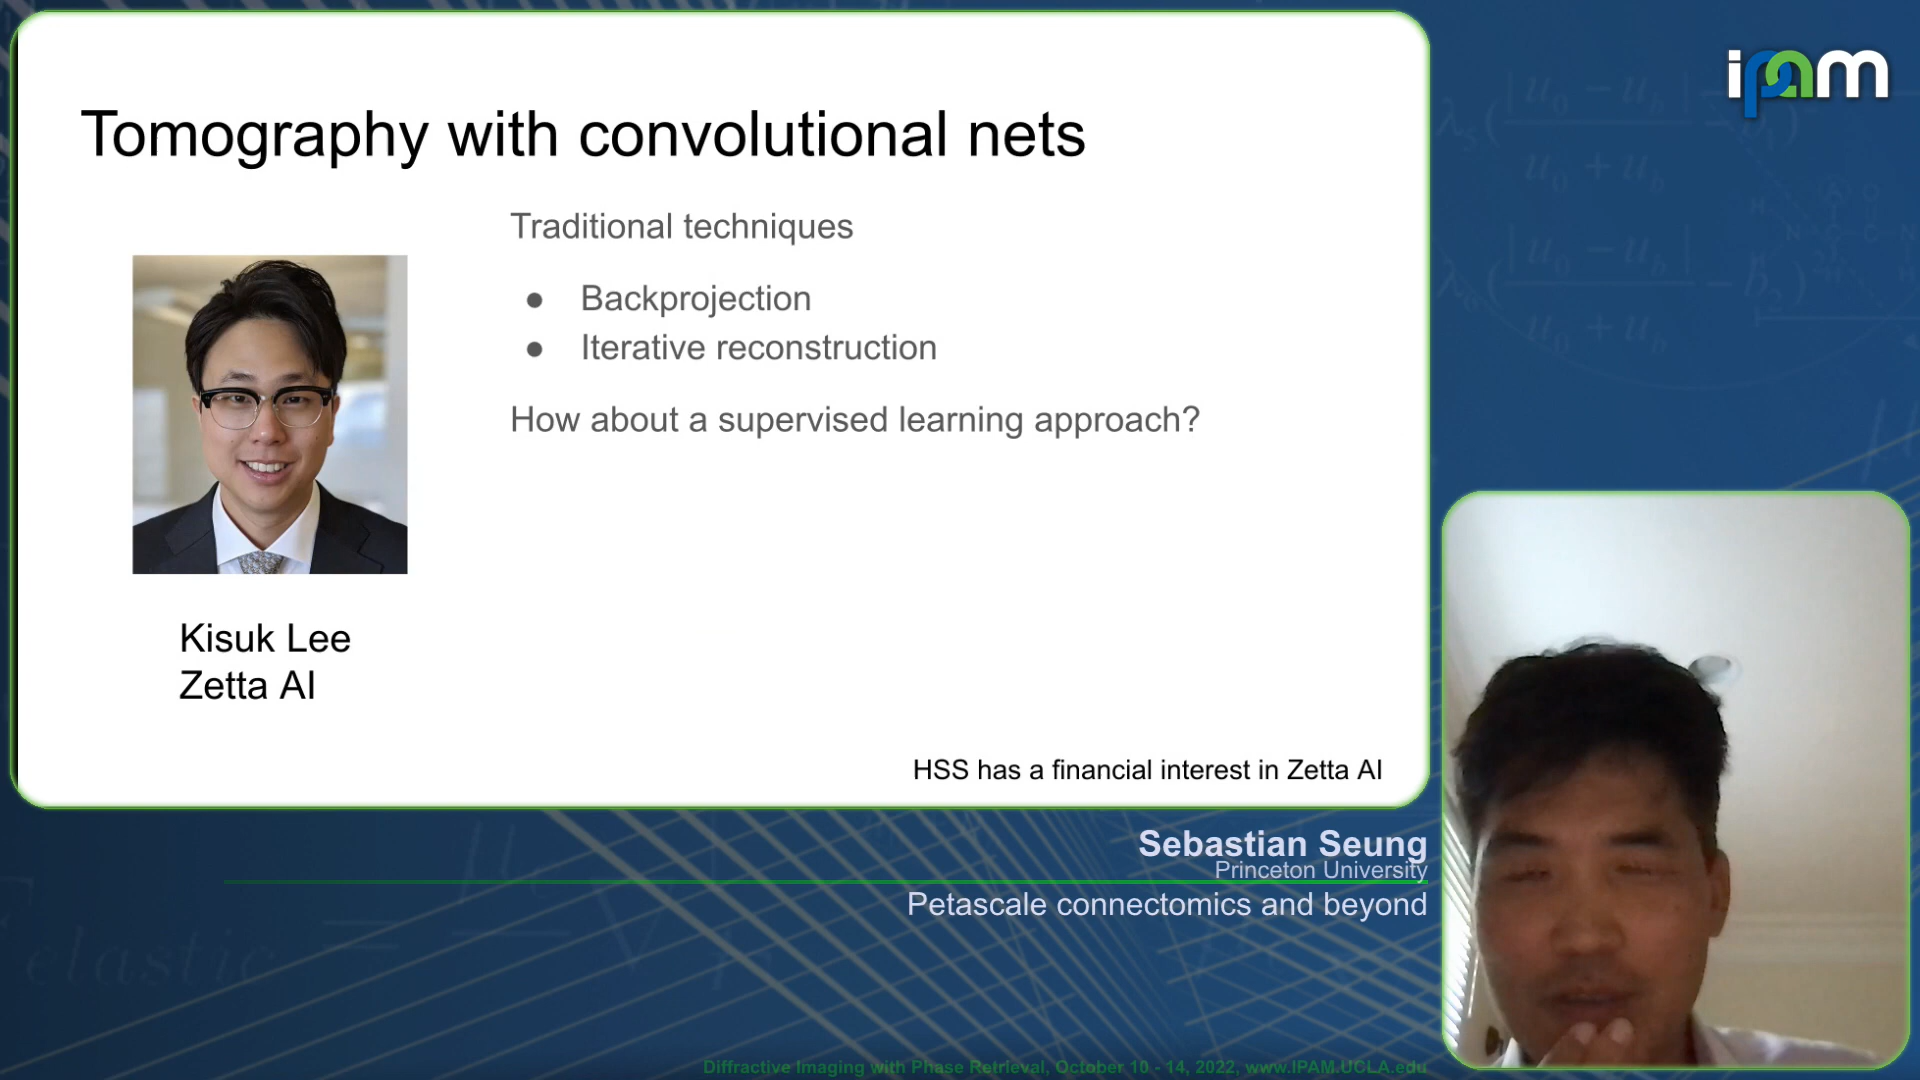 Tomography with convolutional nets
Traditional techniques
● Backprojection
● Iterative reconstruction
How about a supervised learning approach?
Kisuk Lee
Zetta AI
HSS has a financial interest in Zetta AI
ipam
Sebastian Seung
Princeton University
Petascale connectomics and beyond
Diffractive Imaging with Phase Retrieval, October 10 - 14, 2022, www.IPAM.UCLA.edu
elastic